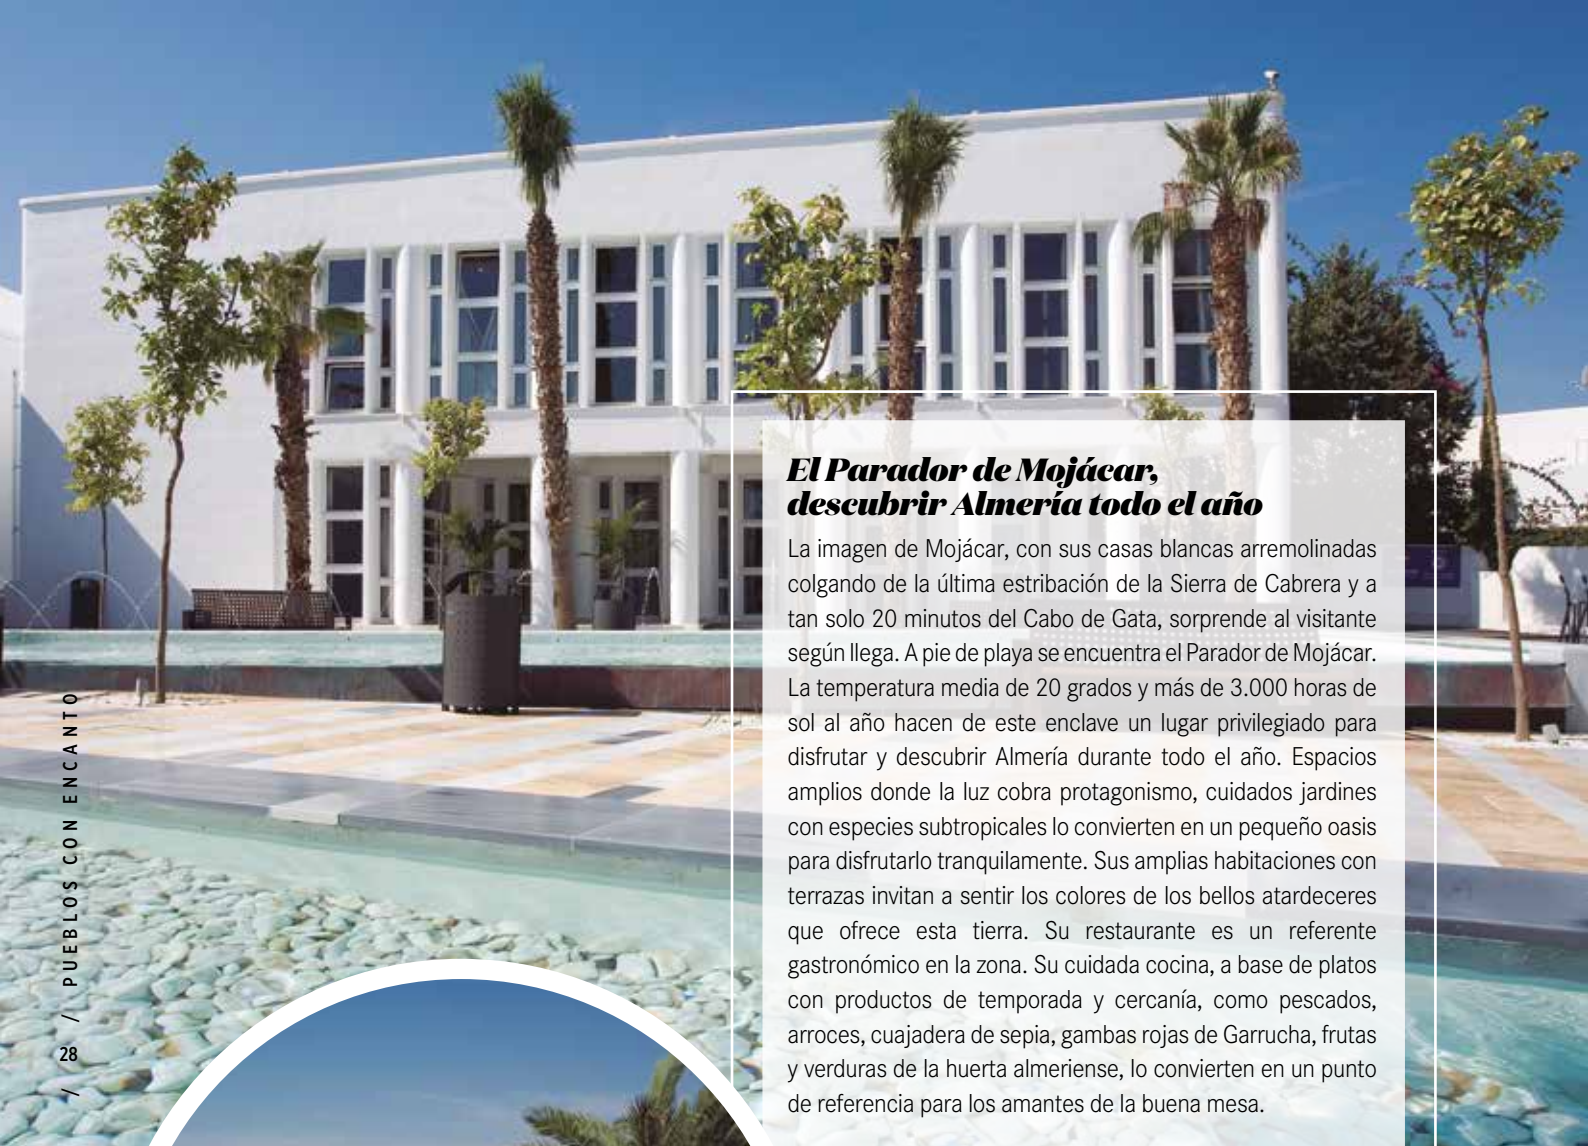 El Parador de Mojácar,
descubrir Almería todo el año
La imagen de Mojácar, con sus casas blancas arremolinadas
colgando de la última estribación de la Sierra de Cabrera y a
tan solo 20 minutos del Cabo de Gata, sorprende al visitante
según llega. A pie de playa se encuentra el Parador de Mojácar.
La temperatura media de 20 grados y más de 3.000 horas de
sol al año hacen de este enclave un lugar privilegiado para
disfrutar y descubrir Almería durante todo el año. Espacios
amplios donde la luz cobra protagonismo, cuidados jardines
con especies subtropicales lo convierten en un pequeño oasis
para disfrutarlo tranquilamente. Sus amplias habitaciones con
terrazas invitan a sentir los colores de los bellos atardeceres
que ofrece esta tierra. Su restaurante es un referente
gastronómico en la zona. Su cuidada cocina, a base de platos
con productos de temporada y cercanía, como pescados,
arroces, cuajadera de sepia, gambas rojas de Garrucha, frutas
y verduras de la huerta almeriense, lo convierten en un punto
de referencia para los amantes de la buena mesa.
/ 28 / PUEBLOS CON ENCANTO